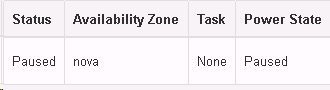 Status Availability Zone Task Power State
Paused nova None Paused